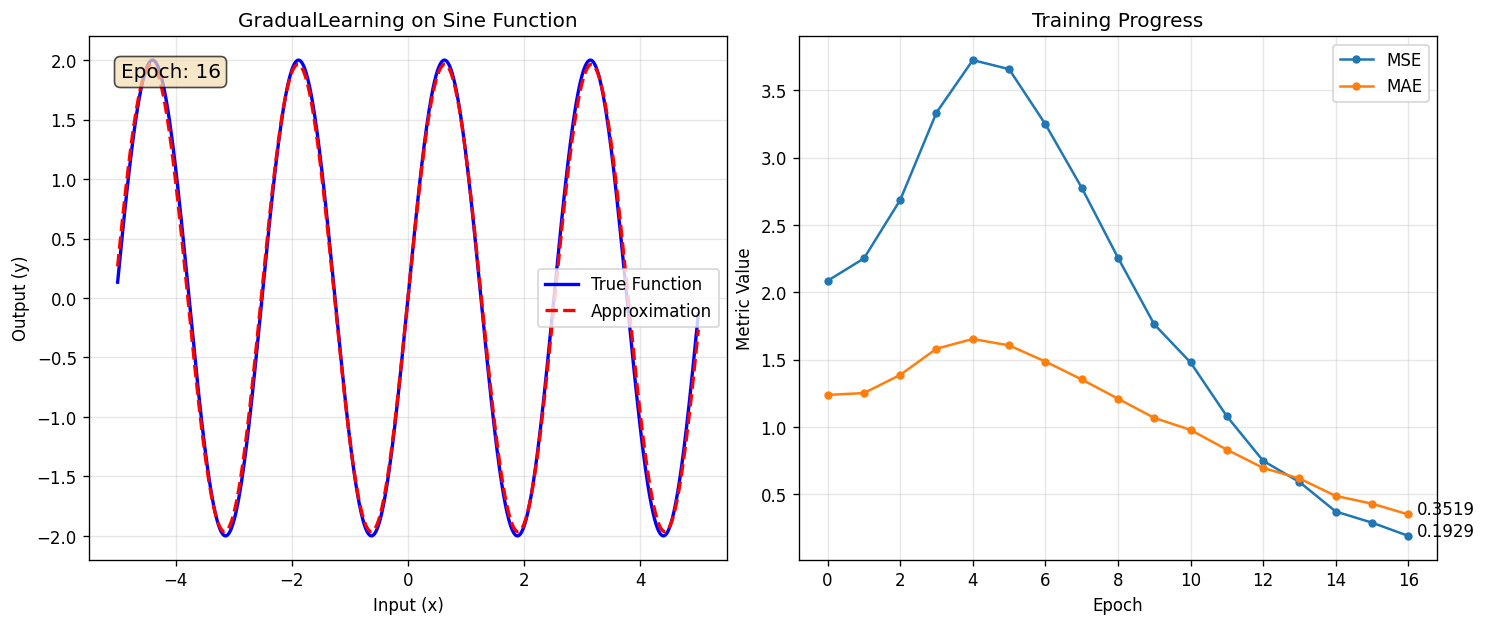 GradualLearning on Sine Function
Epoch: 16
2.0
1.5
1.0
0.5
0.0
−0.5
−1.0
−1.5
−2.0
Output (y)
True Function
Approximation
−4
−2
0
2
4
Input (x)
Training Progress
MSE
MAE
3.5
3.0
2.5
2.0
1.5
1.0
0.5
Metric Value
0.3519
0.1929
0
2
4
6
8
10
12
14
16
Epoch